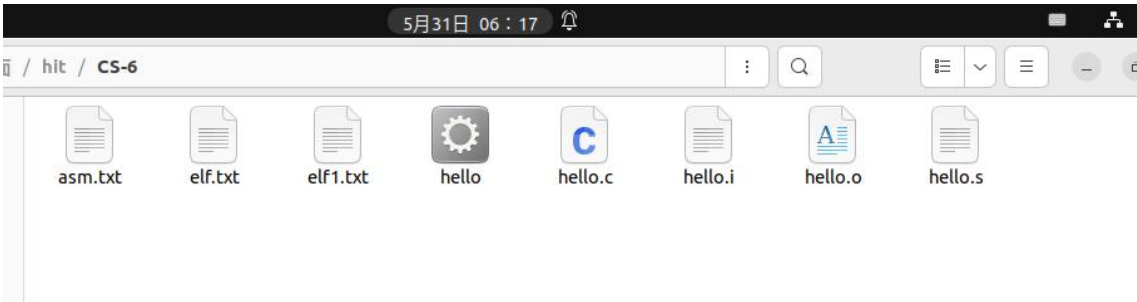 5月31日 06：17
面 / hit / CS-6
asm.txt elf.txt elf1.txt hello hello.c hello.i hello.o hello.s